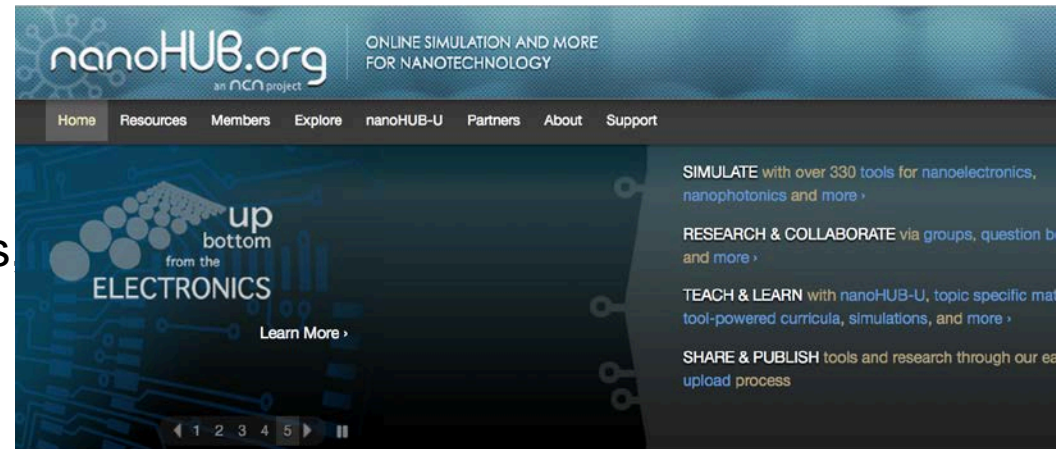 nanoHUB.org
an ncn project
ONLINE SIMULATION AND MORE
FOR NANOTECHNOLOGY
Home Resources Members Explore nanoHUB-U Partners About Support
s,
up
bottom
from the
ELECTRONICS
Learn More ›
1 2 3 4 5
SIMULATE with over 330 tools for nanoelectronics,
nanophotonics and more ›
RESEARCH & COLLABORATE via groups, question
and more ›
TEACH & LEARN with nanoHUB-U, topic specific
tool-powered curricula, simulations, and more ›
SHARE & PUBLISH tools and research through our
upload process